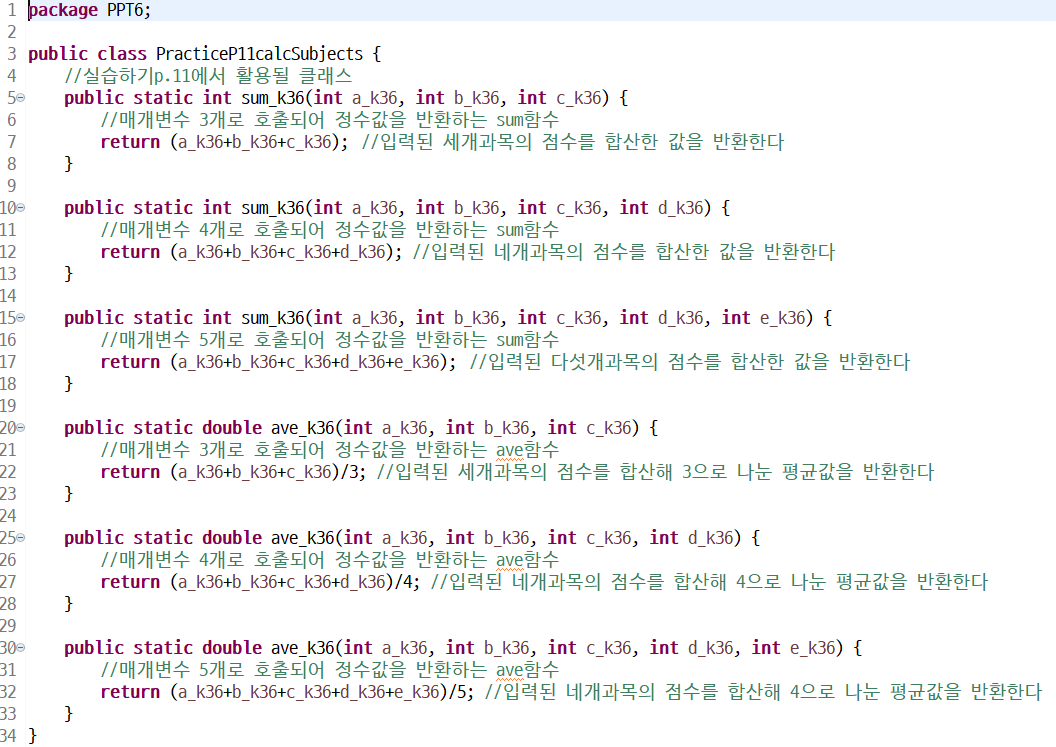 1 package PPT6;
2
3 public class PracticeP11calcSubjects {
4 //실습하기p.11에서 활용될 클래스
5 public static int sum_k36(int a_k36, int b_k36, int c_k36) {
6 //매개변수 3개로 호출되어 정수값을 반환하는 sum함수
7 return (a_k36+b_k36+c_k36); //입력된 세개과목의 점수를 합산한 값을 반환한다
8 }
9
10 public static int sum_k36(int a_k36, int b_k36, int c_k36, int d_k36) {
11 //매개변수 4개로 호출되어 정수값을 반환하는 sum함수
12 return (a_k36+b_k36+c_k36+d_k36); //입력된 네개과목의 점수를 합산한 값을 반환한다
13 }
14
15 public static int sum_k36(int a_k36, int b_k36, int c_k36, int d_k36, int e_k36) {
16 //매개변수 5개로 호출되어 정수값을 반환하는 sum함수
17 return (a_k36+b_k36+c_k36+d_k36+e_k36); //입력된 다섯개과목의 점수를 합산한 값을 반환한다
18 }
19
20 public static double ave_k36(int a_k36, int b_k36, int c_k36) {
21 //매개변수 3개로 호출되어 정수값을 반환하는 ave함수
22 return (a_k36+b_k36+c_k36)/3; //입력된 세개과목의 점수를 합산해 3으로 나눈 평균값을 반환한다
23 }
24
25 public static double ave_k36(int a_k36, int b_k36, int c_k36, int d_k36) {
26 //매개변수 4개로 호출되어 정수값을 반환하는 ave함수
27 return (a_k36+b_k36+c_k36+d_k36)/4; //입력된 네개과목의 점수를 합산해 4으로 나눈 평균값을 반환한다
28 }
29
30 public static double ave_k36(int a_k36, int b_k36, int c_k36, int d_k36, int e_k36) {
31 //매개변수 5개로 호출되어 정수값을 반환하는 ave함수
32 return (a_k36+b_k36+c_k36+d_k36+e_k36)/5; //입력된 네개과목의 점수를 합산해 4으로 나눈 평균값을 반환한다
33 }
34 }